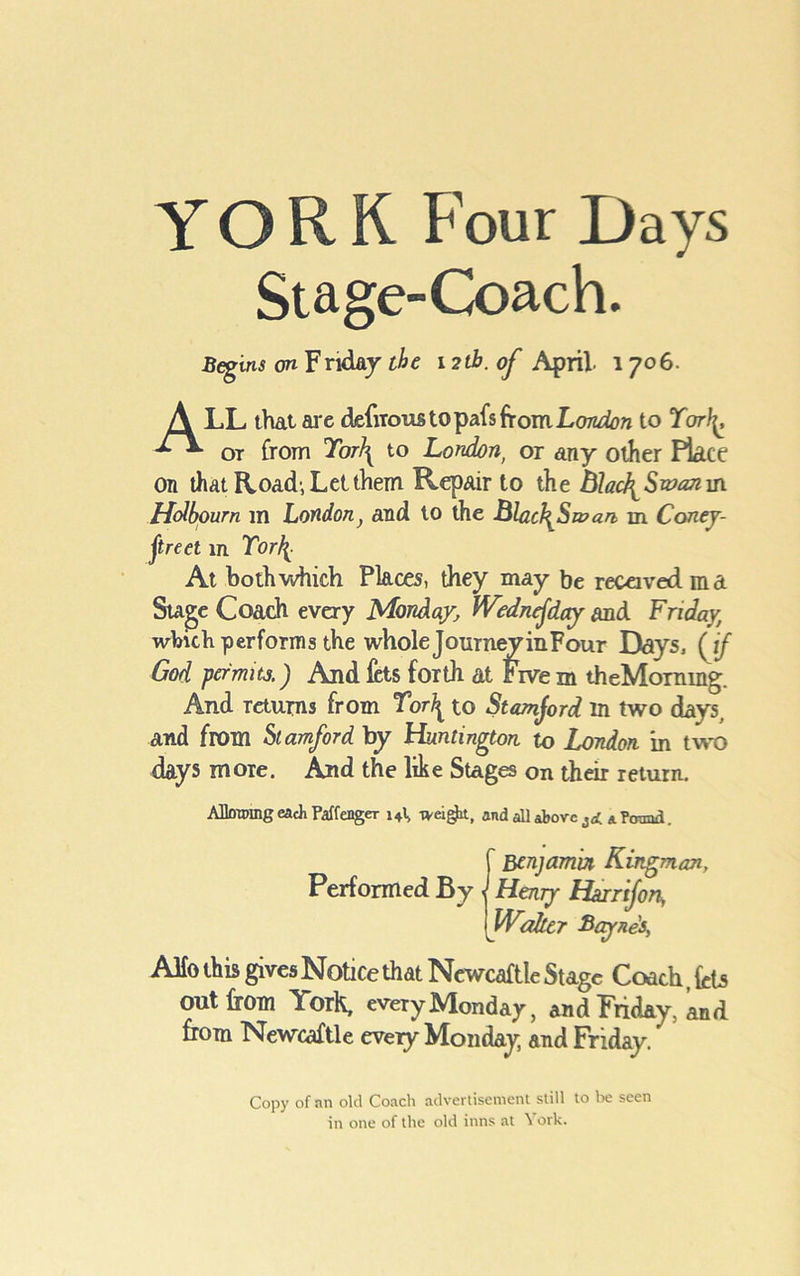 YORK Four Days
Stage-Coach.
Begins on Friday the 12th. of April. 1706.
ALL that are deſirous to paſs from London to York,
or from York to London, or any other Place
on that Road; Let them Repair to the Black Swan in
Holbourn in London, and to the Black Swan in Coney-
ſtreet in York.
At both which Places, they may be received in a
Stage Coach every Monday, Wedneſday and Friday,
which performs the whole Journey in Four Days, (if
God permits.) And ſets forth at Five in the Morning.
And returns from York to Stamford in two days,
and from Stamford by Huntington to London in two
days more. And the like Stages on their return.
Allowing each Paſſenger 14l, weight, and all above 3d. a Pound.
Performed By { Benjamin Kingman,
Henry Harriſon,
Walter Bayne's,
Alſo this gives Notice that Newcaſtle Stage Coach, ſets
out from York, every Monday, and Friday, and
from Newcaſtle every Monday, and Friday.
Copy of an old Coach advertisement still to be seen
in one of the old inns at York.